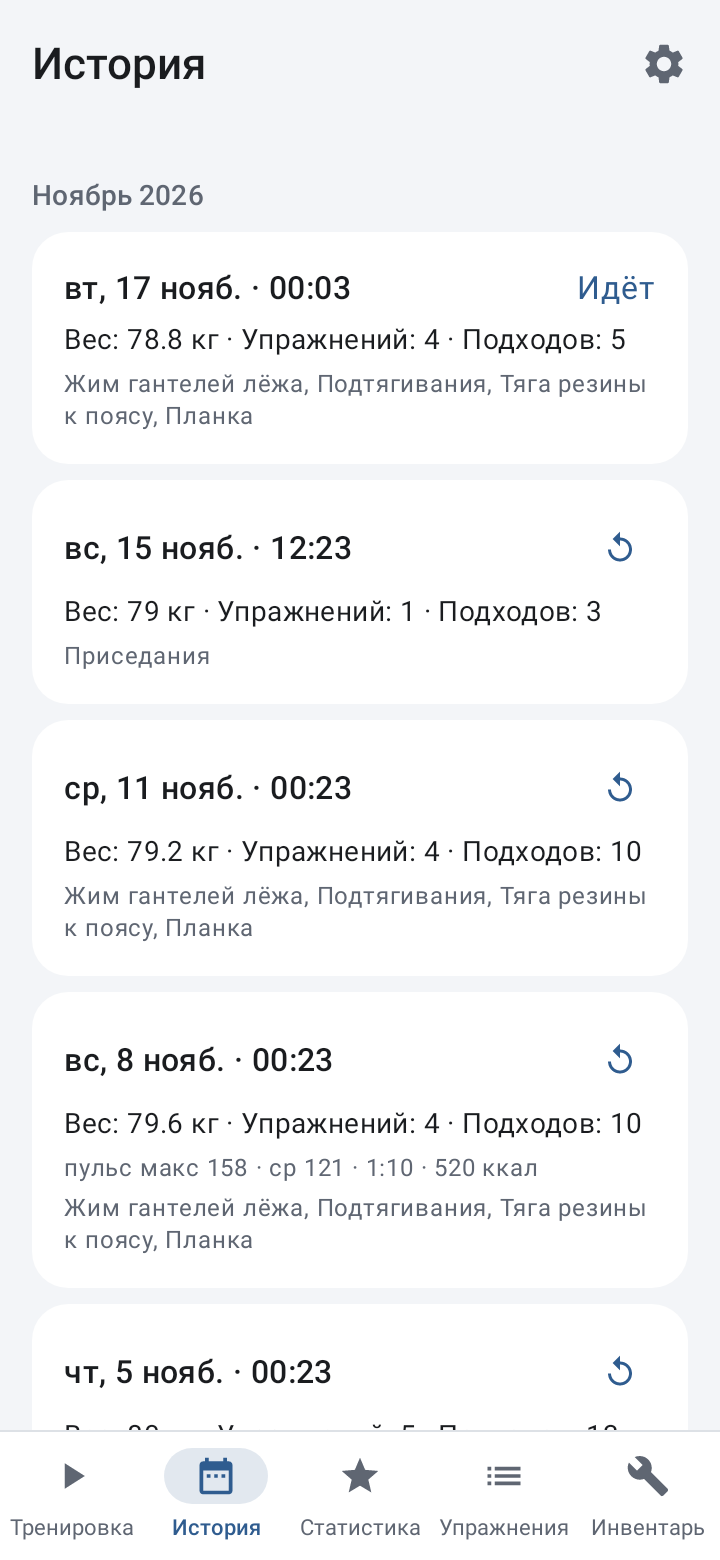 История
Ноябрь 2026
вт, 17 нояб. · 00:03
Идёт
Вес: 78.8 кг · Упражнений: 4 · Подходов: 5
Жим гантелей лёжа, Подтягивания, Тяга резины
к поясу, Планка
вс, 15 нояб. · 12:23
Вес: 79 кг · Упражнений: 1 · Подходов: 3
Приседания
ср, 11 нояб. · 00:23
Вес: 79.2 кг · Упражнений: 4 · Подходов: 10
Жим гантелей лёжа, Подтягивания, Тяга резины
к поясу, Планка
вс, 8 нояб. · 00:23
Вес: 79.6 кг · Упражнений: 4 · Подходов: 10
пульс макс 158 · ср 121 · 1:10 · 520 ккал
Жим гантелей лёжа, Подтягивания, Тяга резины
к поясу, Планка
чт, 5 нояб. · 00:23
Тренировка
История
Статистика
Упражнения
Инвентарь